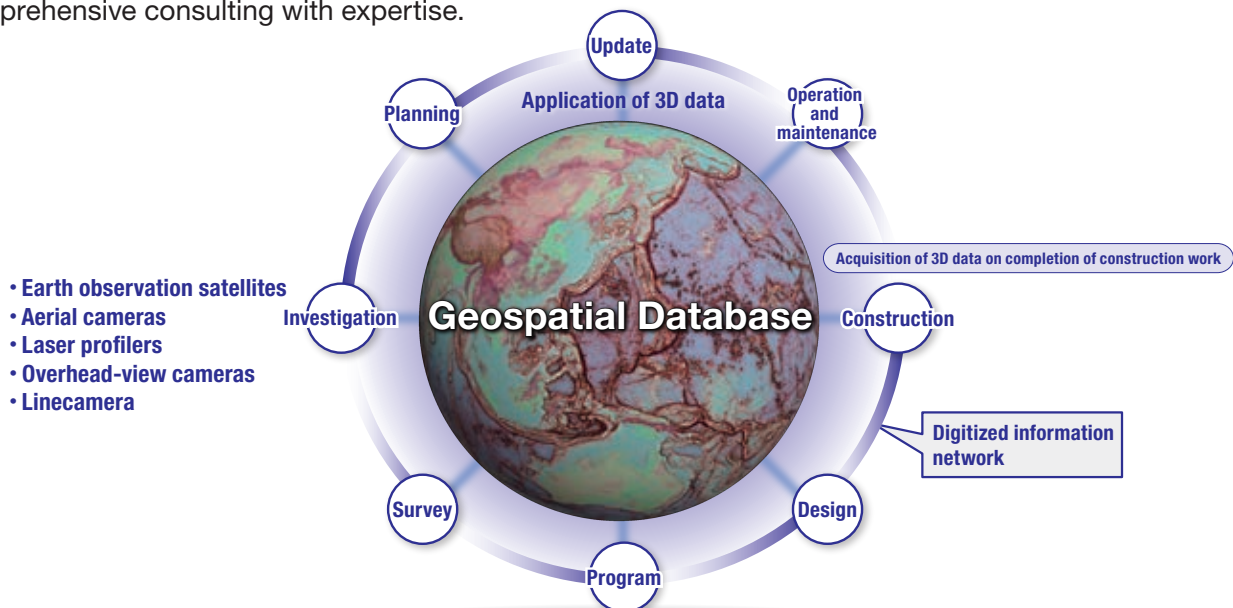 prehensive consulting with expertise.
Update
Application of 3D data
Planning
Operation
and
maintenance
Acquisition of 3D data on completion of construction work
• Earth observation satellites
• Aerial cameras
• Laser profilers
• Overhead-view cameras
• Linecamera
Investigation
Geospatial Database
Construction
Digitized information
network
Survey
Design
Program